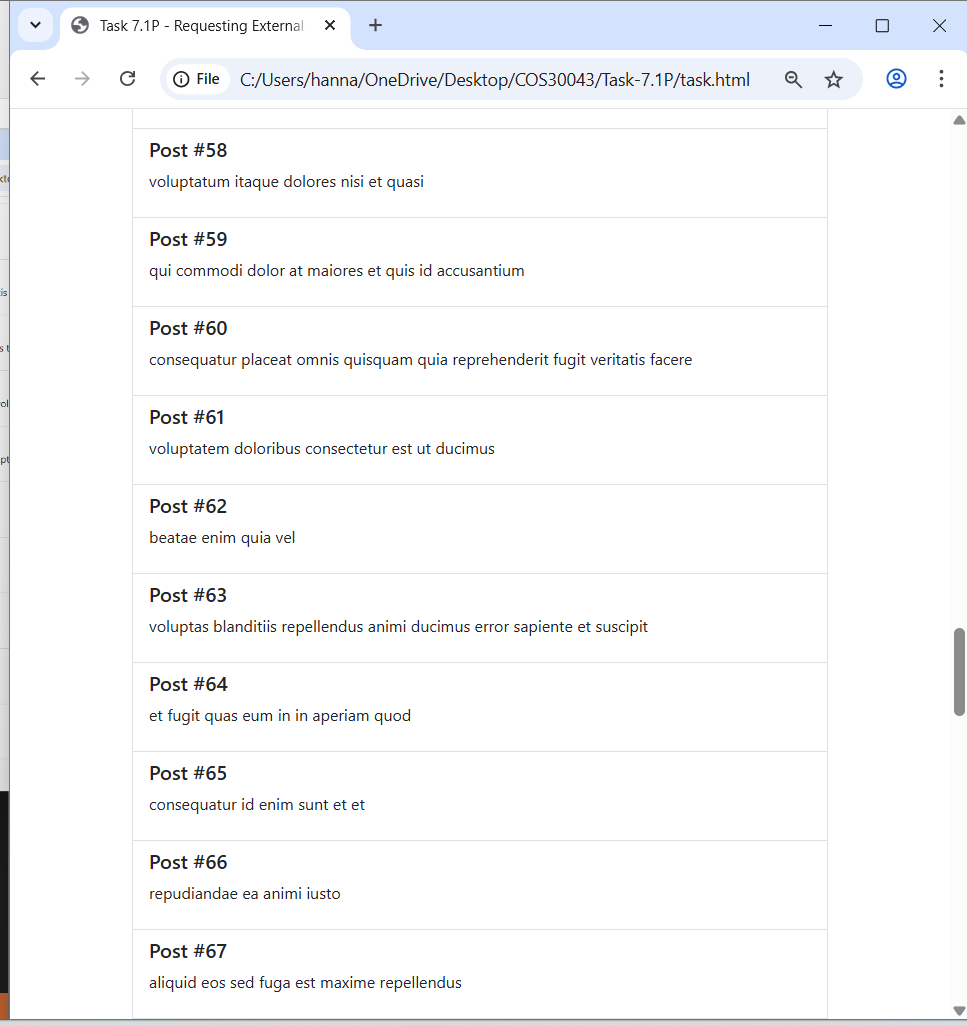 Task 7.1P - Requesting External
File C:/Users/hanna/OneDrive/Desktop/COS30043/Task-7.1P/task.html
Post #58
voluptatum itaque dolores nisi et quasi
Post #59
qui commodi dolor at maiores et quis id accusantium
Post #60
consequatur placeat omnis quisquam quia reprehenderit fugit veritatis facere
Post #61
voluptatem doloribus consectetur est ut ducimus
Post #62
beatae enim quia vel
Post #63
voluptas blanditiis repellendus animi ducimus error sapiente et suscipit
Post #64
et fugit quas eum in in aperiam quod
Post #65
consequatur id enim sunt et et
Post #66
repudiandae ea animi iusto
Post #67
aliquid eos sed fuga est maxime repellendus